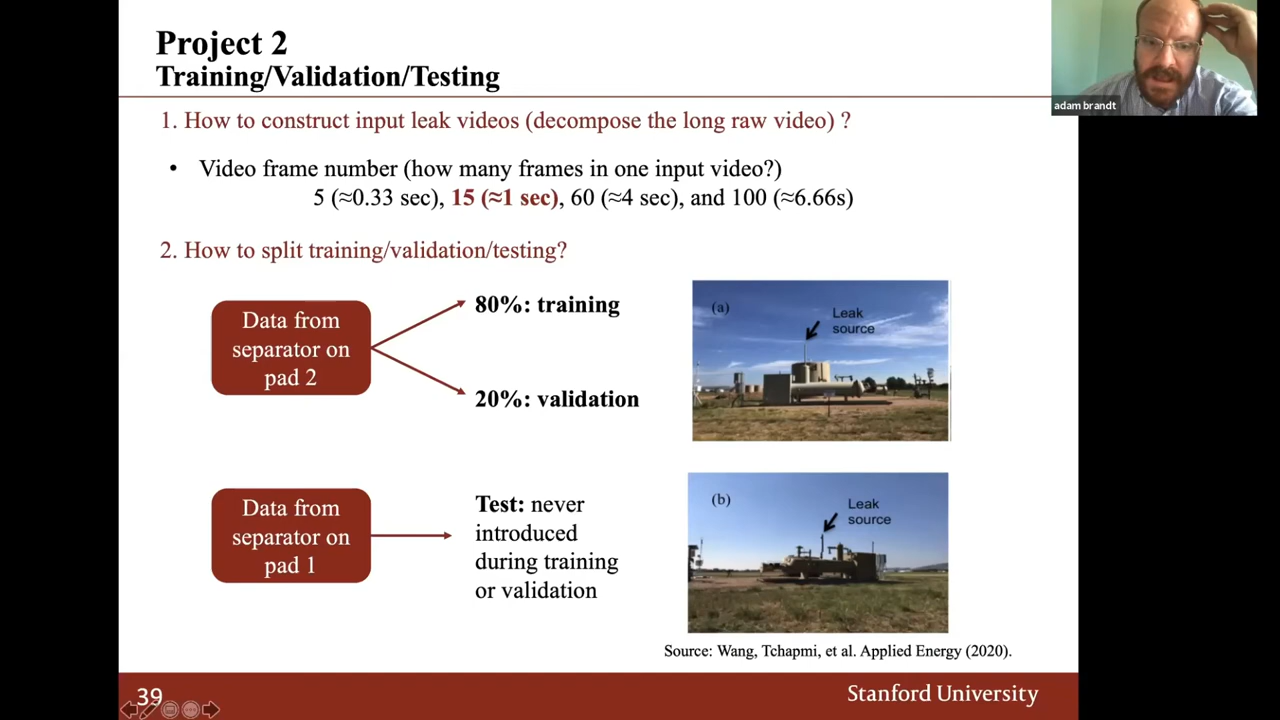 Project 2
Training/Validation/Testing
adam brandt
1. How to construct input leak videos (decompose the long raw video) ?
• Video frame number (how many frames in one input video?)
5 (≈0.33 sec), 15 (≈1 sec), 60 (≈4 sec), and 100 (≈6.66s)
2. How to split training/validation/testing?
Data from
separator on
pad 2
80%: training
20%: validation
(a)
Leak
source
Data from
separator on
pad 1
Test: never
introduced
during training
or validation
(b)
Leak
source
Source: Wang, Tchapmi, et al. Applied Energy (2020).
39
Stanford University